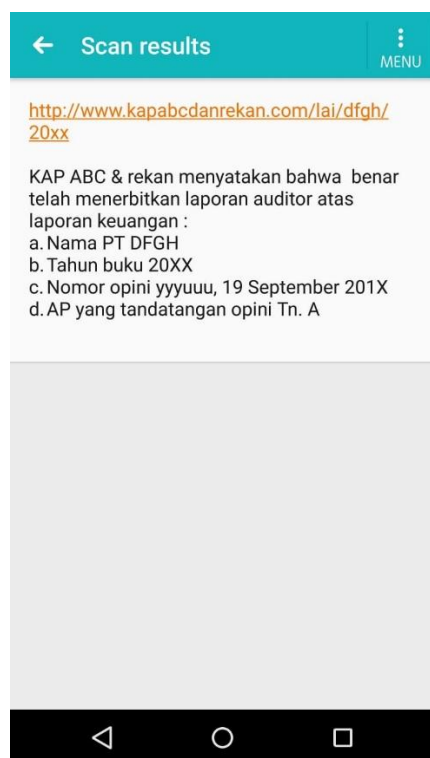 Scan results
MENU
http://www.kapabcdanrekan.com/lai/dfgh/
20xx
KAP ABC & rekan menyatakan bahwa benar
telah menerbitkan laporan auditor atas
laporan keuangan :
a. Nama PT DFGH
b. Tahun buku 20XX
c. Nomor opini yyyuuu, 19 September 201X
d. AP yang tandatangan opini Tn. A